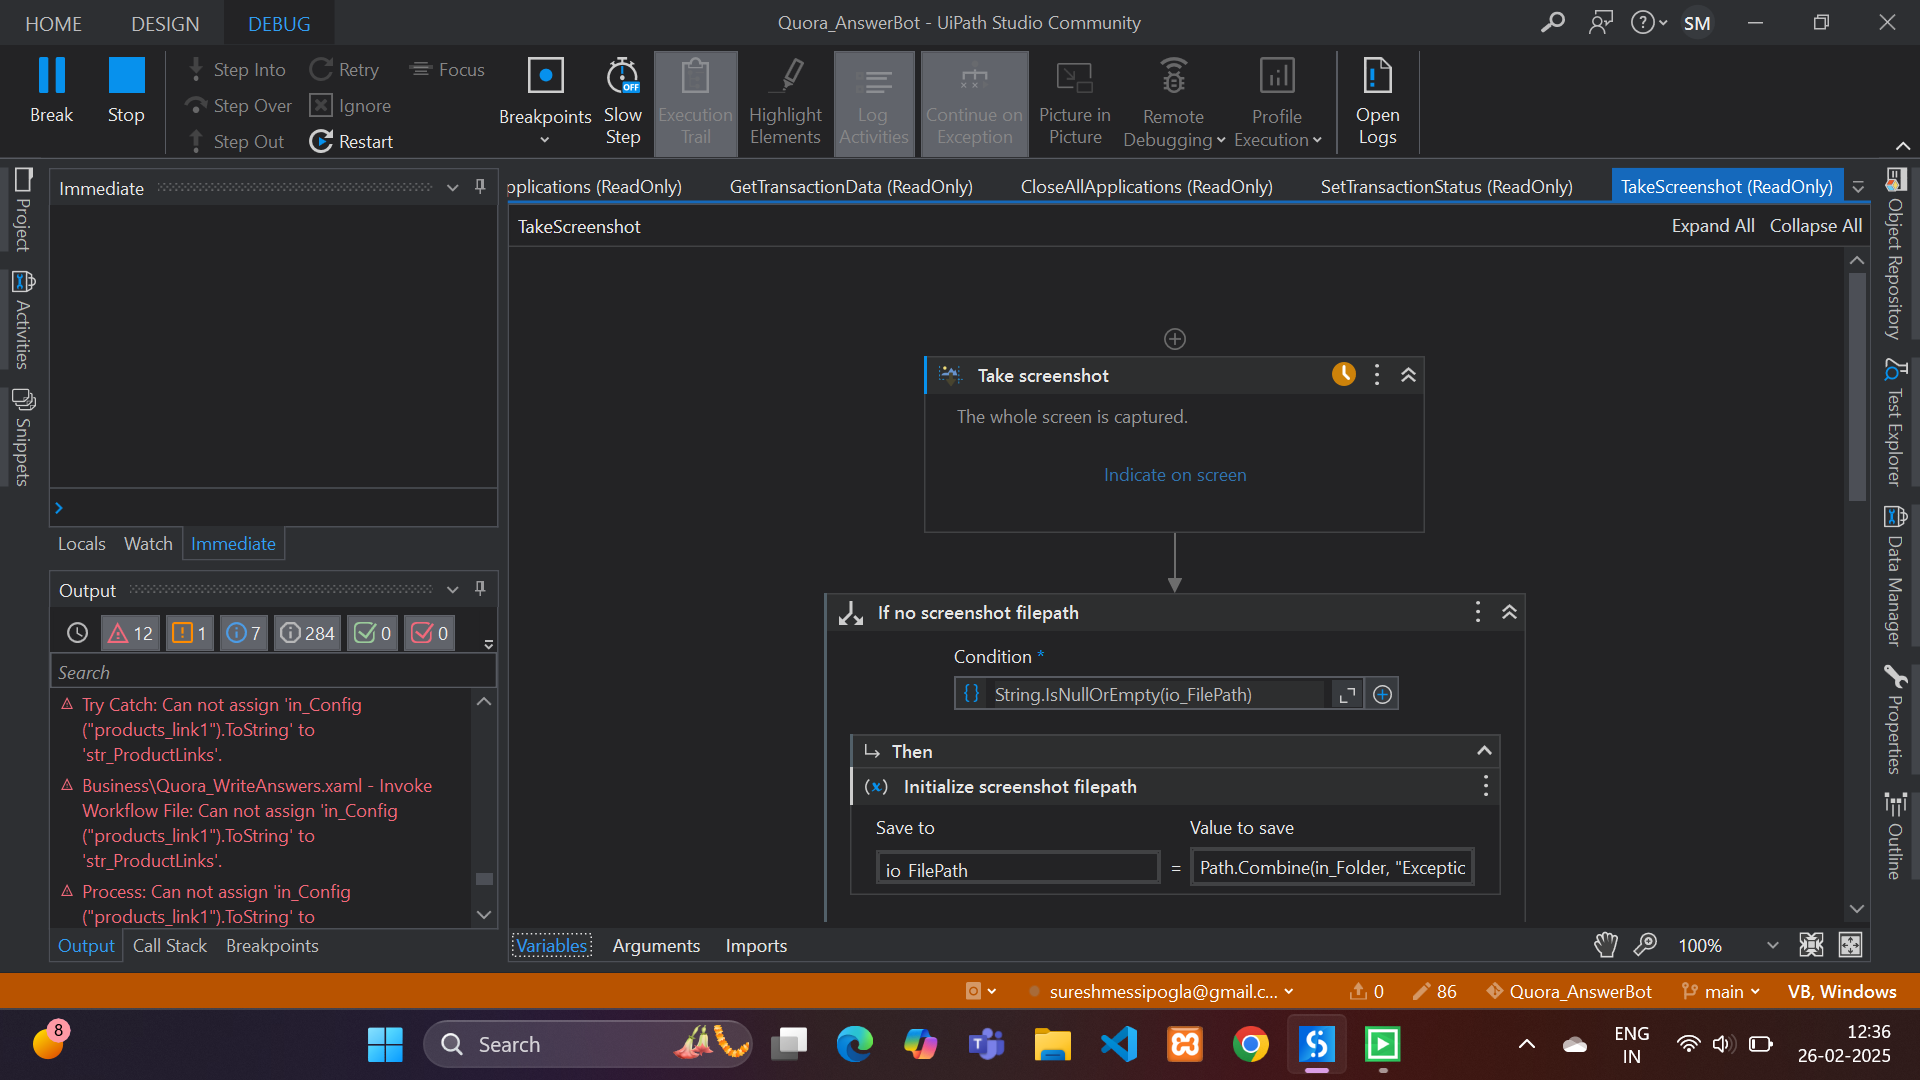 HOME DESIGN DEBUG
Quora_AnswerBot - UiPath Studio Community
SM
Break
Stop
Step Into
Step Over
Step Out
Retry
Ignore
Restart
Focus
Breakpoints
Slow
Step
OFF
Execution
Trail
Highlight
Elements
Log
Activities
Continue on
Exception
Picture in
Picture
Remote
Debugging
Profile
Execution
Open
Logs
Project
Activities
Snippets
Immediate
Locals Watch Immediate
Output
12 1 7 284 0 0
Search
Try Catch: Can not assign 'in_Config
("products_link1").ToString' to
'str_ProductLinks'.
Business\Quora_WriteAnswers.xaml - Invoke
Workflow File: Can not assign 'in_Config
("products_link1").ToString' to
'str_ProductLinks'.
Process: Can not assign 'in_Config
("products_link1").ToString' to
Output Call Stack Breakpoints
pplications (ReadOnly) GetTransactionData (ReadOnly) CloseAllApplications (ReadOnly) SetTransactionStatus (ReadOnly) TakeScreenshot (ReadOnly)
TakeScreenshot
Expand All Collapse All
Take screenshot
The whole screen is captured.
Indicate on screen
If no screenshot filepath
Condition *
{} String.IsNullOrEmpty(io_FilePath)
Then
(x) Initialize screenshot filepath
Save to Value to save
io_FilePath = Path.Combine(in_Folder, "Exceptic
Variables Arguments Imports
100%
Object Repository
Test Explorer
Data Manager
Properties
Outline
sureshmessipogla@gmail.c... 0 86 Quora_AnswerBot main VB, Windows
8
Search
ENG
IN
12:36
26-02-2025